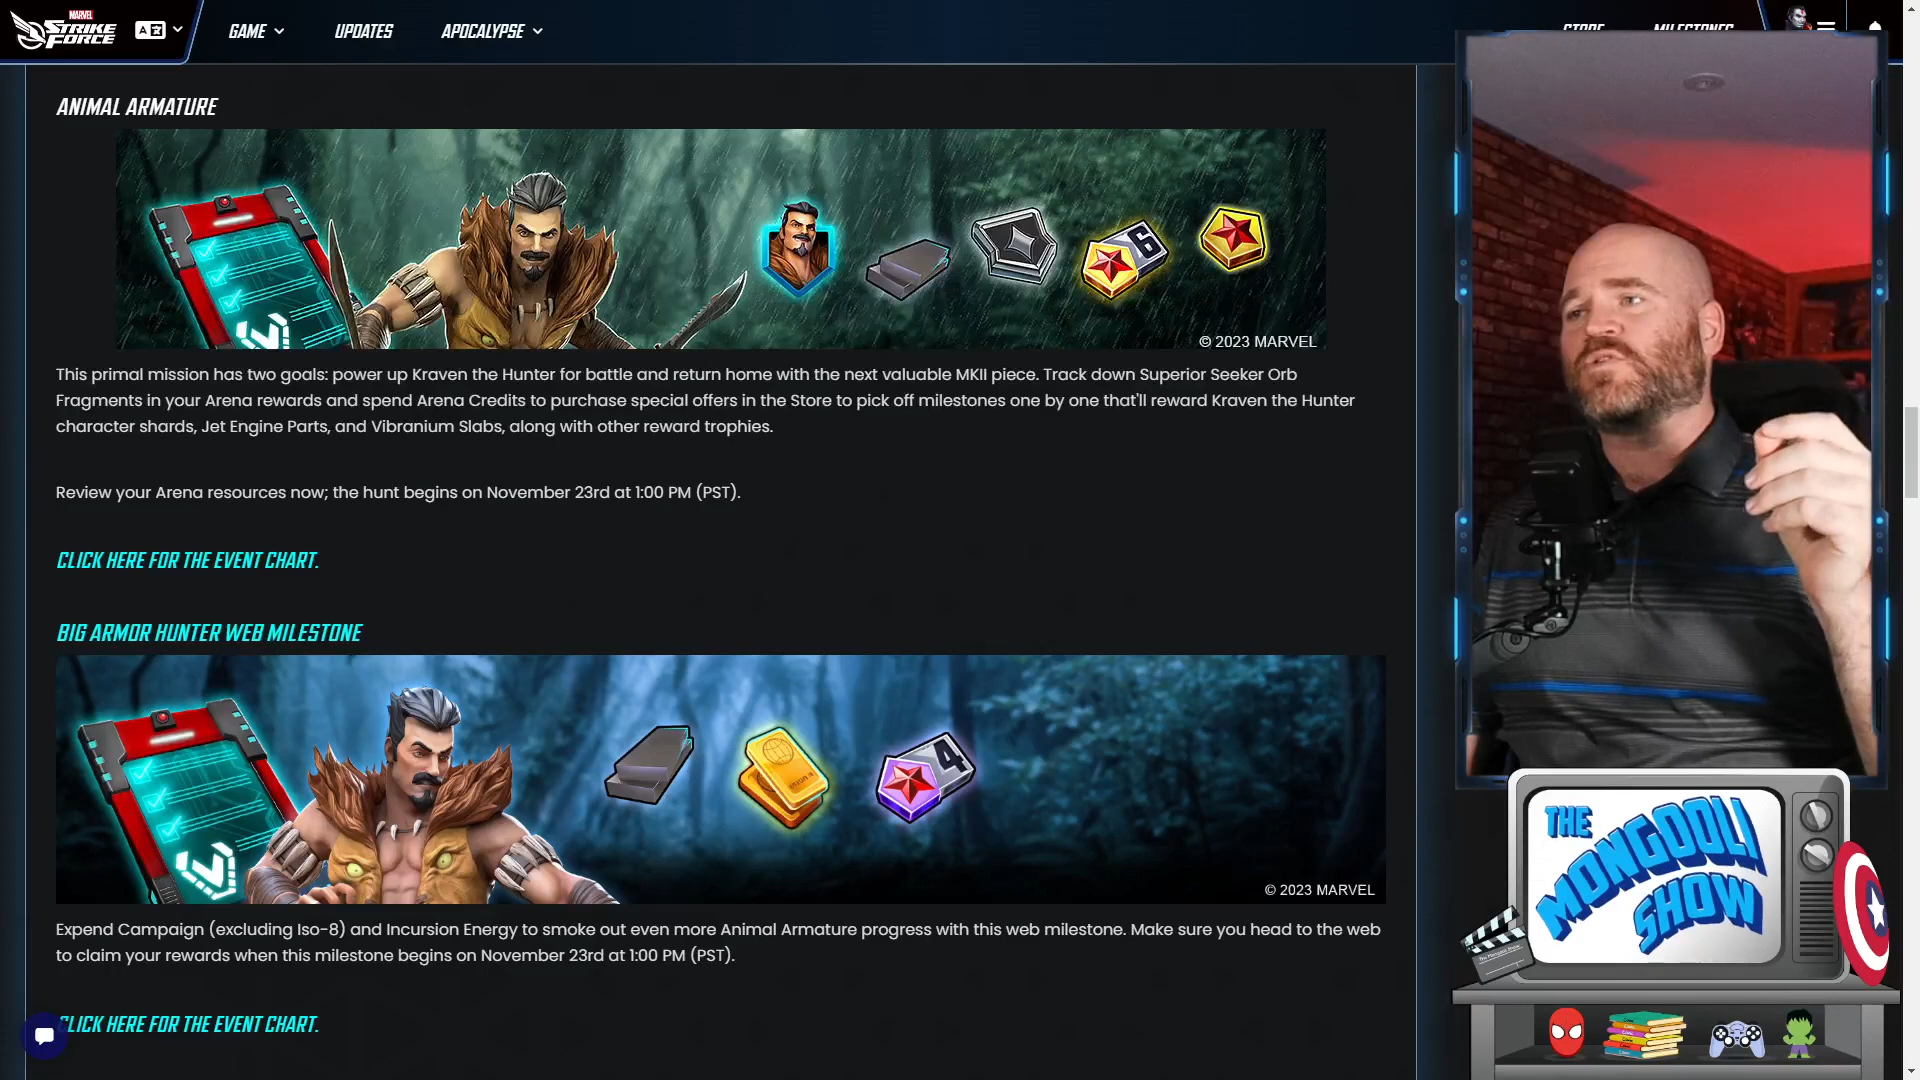 MARVEL
STRIKE
FORCE
GAME
UPDATES
APOCALYPSE
STORE
MILESTONES
ANIMAL ARMATURE
6
© 2023 MARVEL
This primal mission has two goals: power up Kraven the Hunter for battle and return home with the next valuable MKII piece. Track down Superior Seeker Orb
Fragments in your Arena rewards and spend Arena Credits to purchase special offers in the Store to pick off milestones one by one that'll reward Kraven the Hunter
character shards, Jet Engine Parts, and Vibranium Slabs, along with other reward trophies.
Review your Arena resources now; the hunt begins on November 23rd at 1:00 PM (PST).
CLICK HERE FOR THE EVENT CHART.
BIG ARMOR HUNTER WEB MILESTONE
4
© 2023 MARVEL
Expend Campaign (excluding Iso-8) and Incursion Energy to smoke out even more Animal Armature progress with this web milestone. Make sure you head to the web
to claim your rewards when this milestone begins on November 23rd at 1:00 PM (PST).
CLICK HERE FOR THE EVENT CHART.
THE
MONGOOLI
SHOW